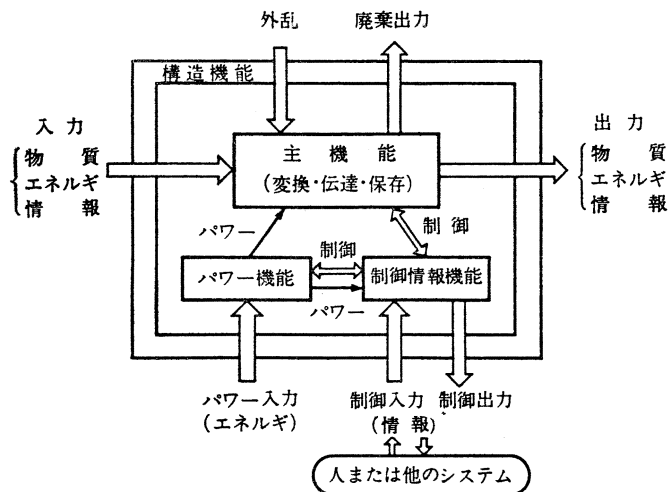 外乱 廃棄出力
構造機能
入力 出力
物質 主機能 物質
エネルギ (変換・伝達・保存) エネルギ
情報 情報
パワー 制御
制御
パワー機能 制御情報機能
パワー
パワー入力 制御入力 制御出力
(エネルギ) (情報)
人または他のシステム